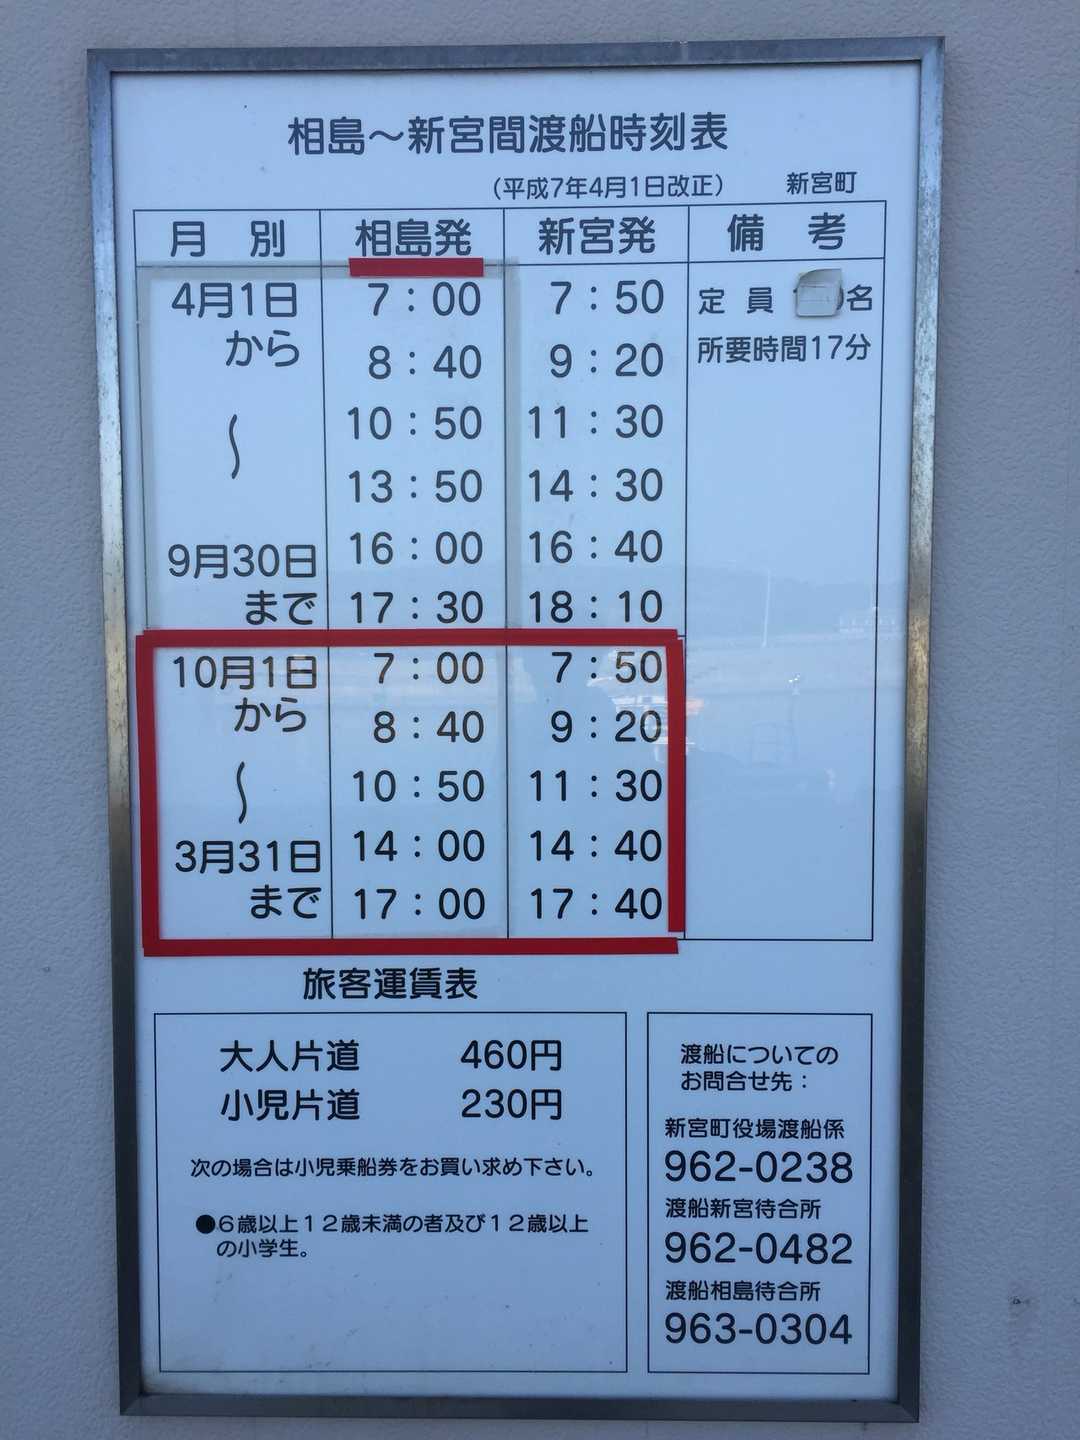 相島～新宮間渡船時刻表
（平成7年4月1日改正） 新宮町
月 別 相島発 新宮発 備 考
4月1日から～9月30日まで
7：00 7：50
8：40 9：20
10：50 11：30
13：50 14：30
16：00 16：40
17：30 18：10
定 員 名
所要時間17分
10月1日から～3月31日まで
7：00 7：50
8：40 9：20
10：50 11：30
14：00 14：40
17：00 17：40
旅客運賃表
大人片道 460円
小児片道 230円
次の場合は小児乗船券をお買い求め下さい。
●６歳以上１２歳未満の者及び１２歳以上
の小学生。
渡船についての
お問合せ先：
新宮町役場渡船係
962-0238
渡船新宮待合所
962-0482
渡船相島待合所
963-0304